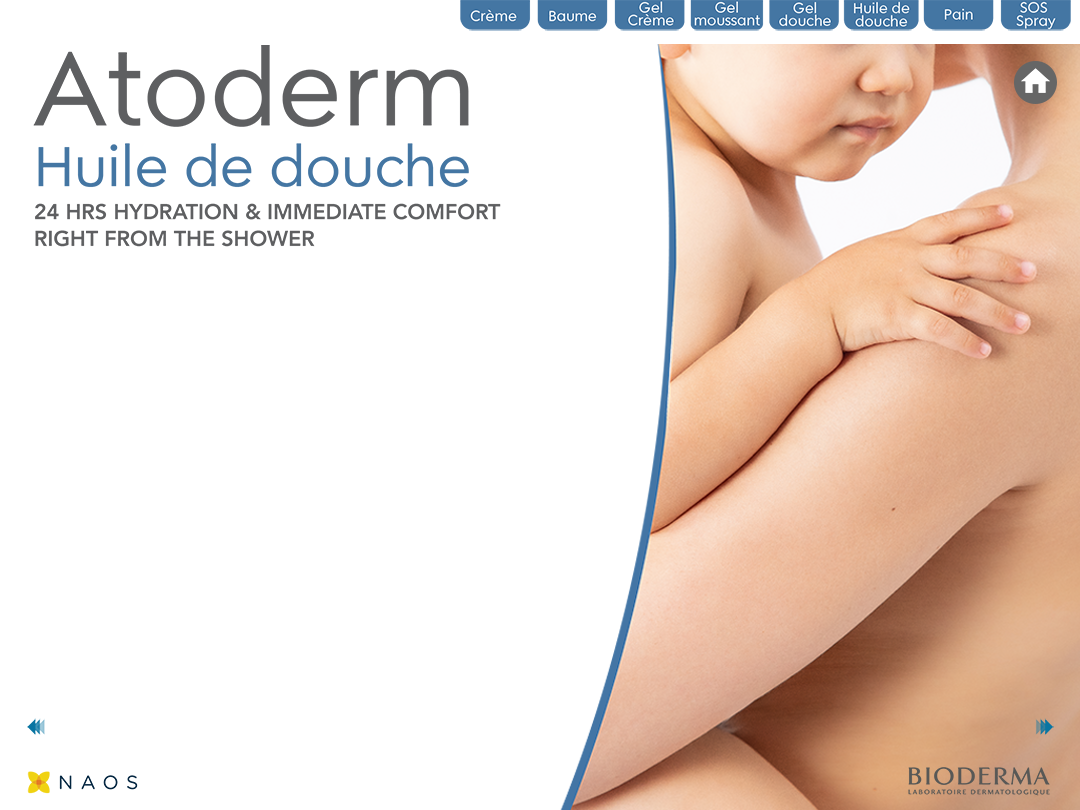 Crème
Baume
Gel
Crème
Gel
moussant
Gel
douche
Huile de
douche
Pain
SOS
Spray
Atoderm
Huile de douche
24 HRS HYDRATION & IMMEDIATE COMFORT
RIGHT FROM THE SHOWER
NAOS
BIODERMA
LABORATOIRE DERMATOLOGIQUE